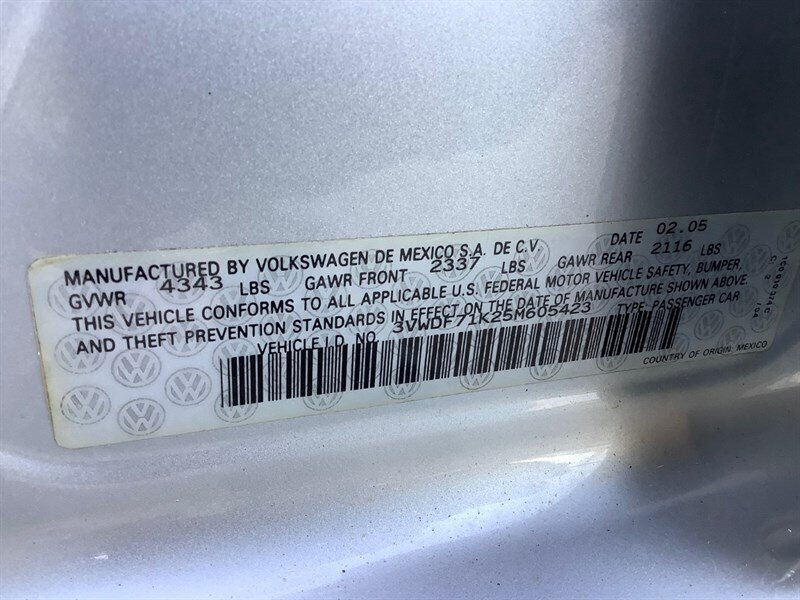 MANUFACTURED BY VOLKSWAGEN DE MEXICO S.A. DE C.V. DATE 02.05
GVWR 4343 LBS GAWR FRONT 2337 LBS GAWR REAR 2116 LBS
THIS VEHICLE CONFORMS TO ALL APPLICABLE U.S. FEDERAL MOTOR VEHICLE SAFETY, BUMPER,
AND THEFT PREVENTION STANDARDS IN EFFECT ON THE DATE OF MANUFACTURE SHOWN ABOVE.
VEHICLE I.D. NO. 3VWDF71K25M605423 TYPE: PASSENGER CAR
COUNTRY OF ORIGIN: MEXICO